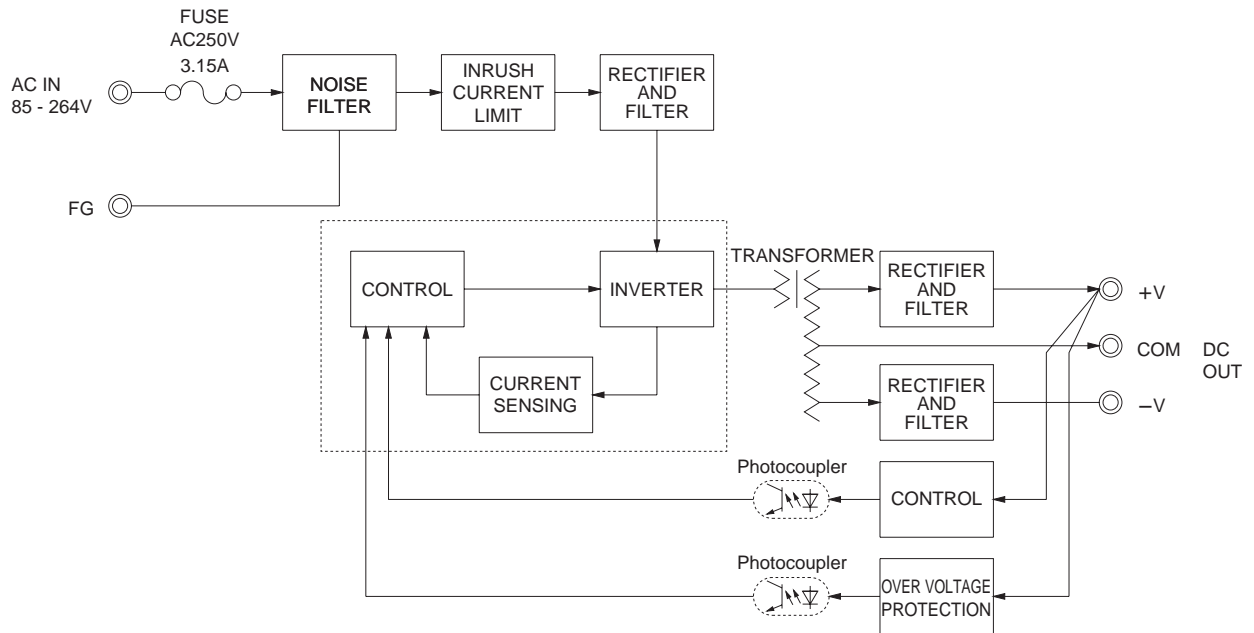 FUSE
AC250V
3.15A
AC IN
85 - 264V
NOISE
FILTER
INRUSH
CURRENT
LIMIT
RECTIFIER
AND
FILTER
FG
CONTROL
INVERTER
TRANSFORMER
RECTIFIER
AND
FILTER
+V
CURRENT
SENSING
COM
DC
OUT
RECTIFIER
AND
FILTER
−V
Photocoupler
CONTROL
Photocoupler
OVER VOLTAGE
PROTECTION